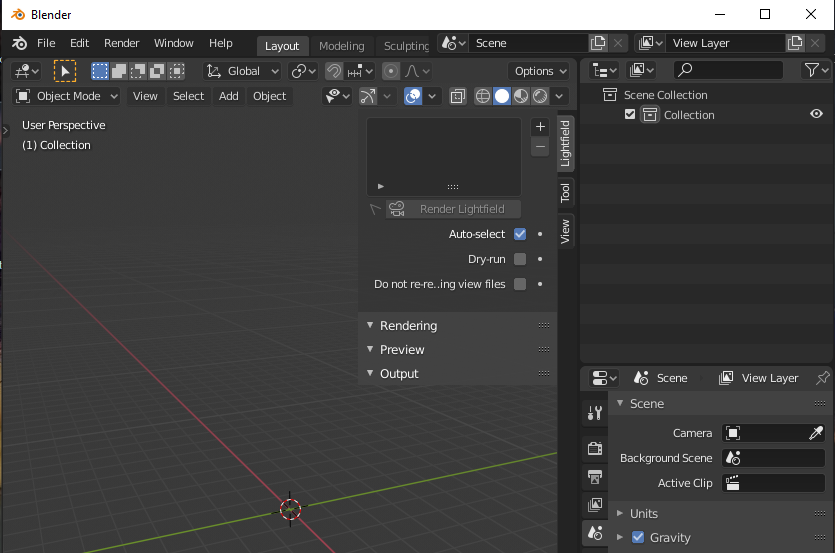 Blender
File Edit Render Window Help Layout Modeling Sculpting Scene View Layer
Global Options
Object Mode View Select Add Object
User Perspective
(1) Collection
Lightfield
Tool
View
Render Lightfield
Auto-select
Dry-run
Do not re-re..ing view files
Rendering
Preview
Output
Scene Collection
Collection
Scene View Layer
Scene
Camera
Background Scene
Active Clip
Units
Gravity